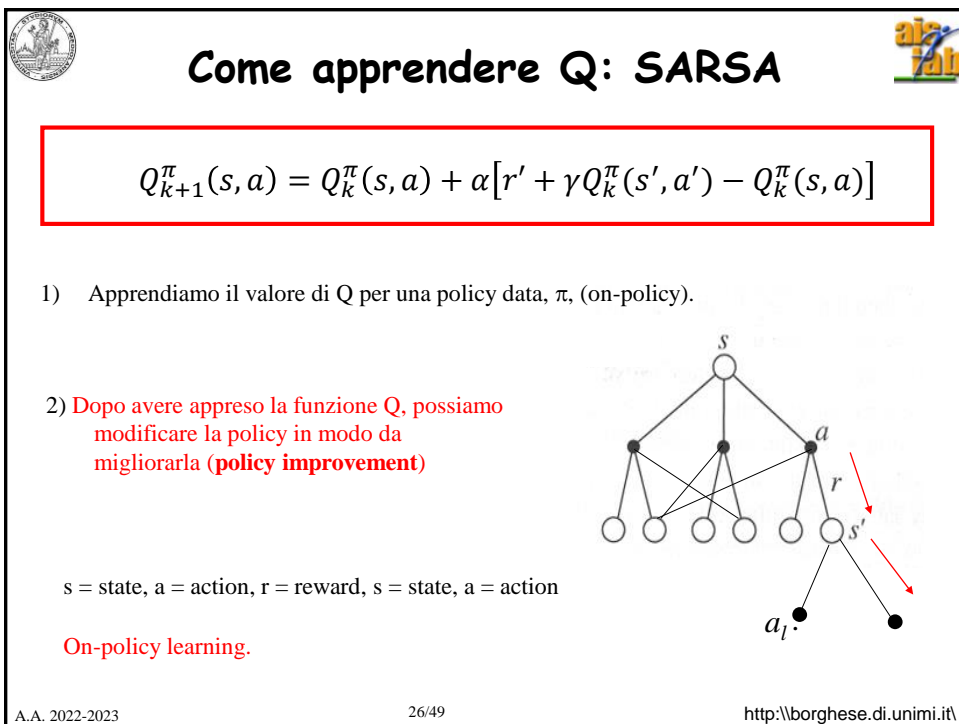 Come apprendere Q: SARSA
ais lab
Q^π_{k+1}(s, a) = Q^π_k(s, a) + α[r' + γQ^π_k(s', a') − Q^π_k(s, a)]
1) Apprendiamo il valore di Q per una policy data, π, (on-policy).
2) Dopo avere appreso la funzione Q, possiamo
modificare la policy in modo da
migliorarla (policy improvement)
s
a
r
s'
a_l.
s = state, a = action, r = reward, s = state, a = action
On-policy learning.
A.A. 2022-2023
26/49
http:\\borghese.di.unimi.it\